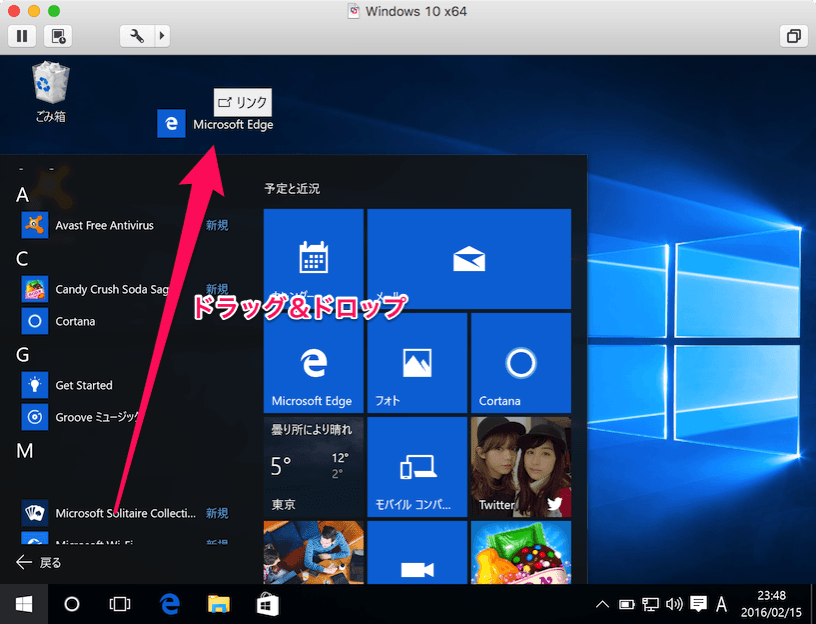 Windows 10 x64
ごみ箱
リンク
Microsoft Edge
予定と近況
A
Avast Free Antivirus
新規
C
Candy Crush Soda Sag
新規
Cortana
G
Get Started
Groove ミュージック
M
Microsoft Solitaire Collecti...
新規
Microsoft Wi-Fi
新規
戻る
ドラッグ&ドロップ
カレンダー
メール
Microsoft Edge
フォト
Cortana
曇り所により晴れ
5°
12°
2°
東京
モバイル コンパ...
Twitter
A
23:48
2016/02/15